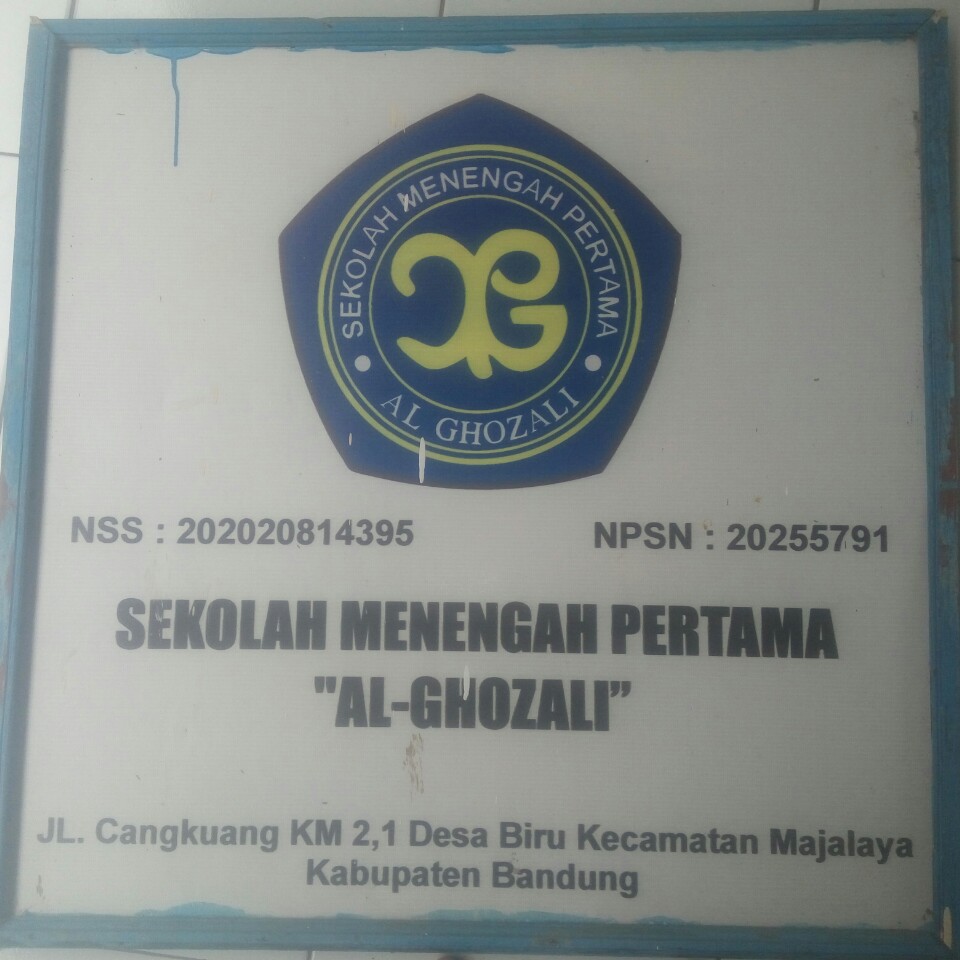 SEKOLAH MENENGAH PERTAMA
AL GHOZALI
NSS : 202020814395 NPSN : 20255791
SEKOLAH MENENGAH PERTAMA
"AL-GHOZALI”
JL. Cangkuang KM 2,1 Desa Biru Kecamatan Majalaya
Kabupaten Bandung